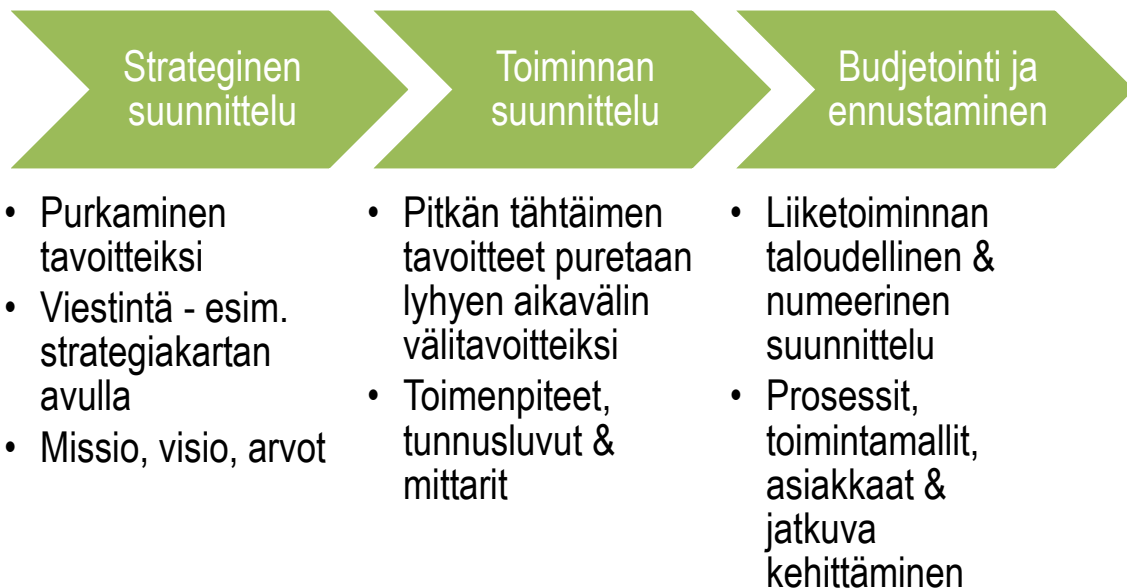 Strateginen
suunnittelu
Toiminnan
suunnittelu
Budjetointi ja
ennustaminen
• Purkaminen
tavoitteiksi
• Viestintä - esim.
strategiakartan
avulla
• Missio, visio, arvot
• Pitkän tähtäimen
tavoitteet puretaan
lyhyen aikavälin
välitavoitteiksi
• Toimenpiteet,
tunnusluvut &
mittarit
• Liiketoiminnan
taloudellinen &
numeerinen
suunnittelu
• Prosessit,
toimintamallit,
asiakkaat &
jatkuva
kehittäminen